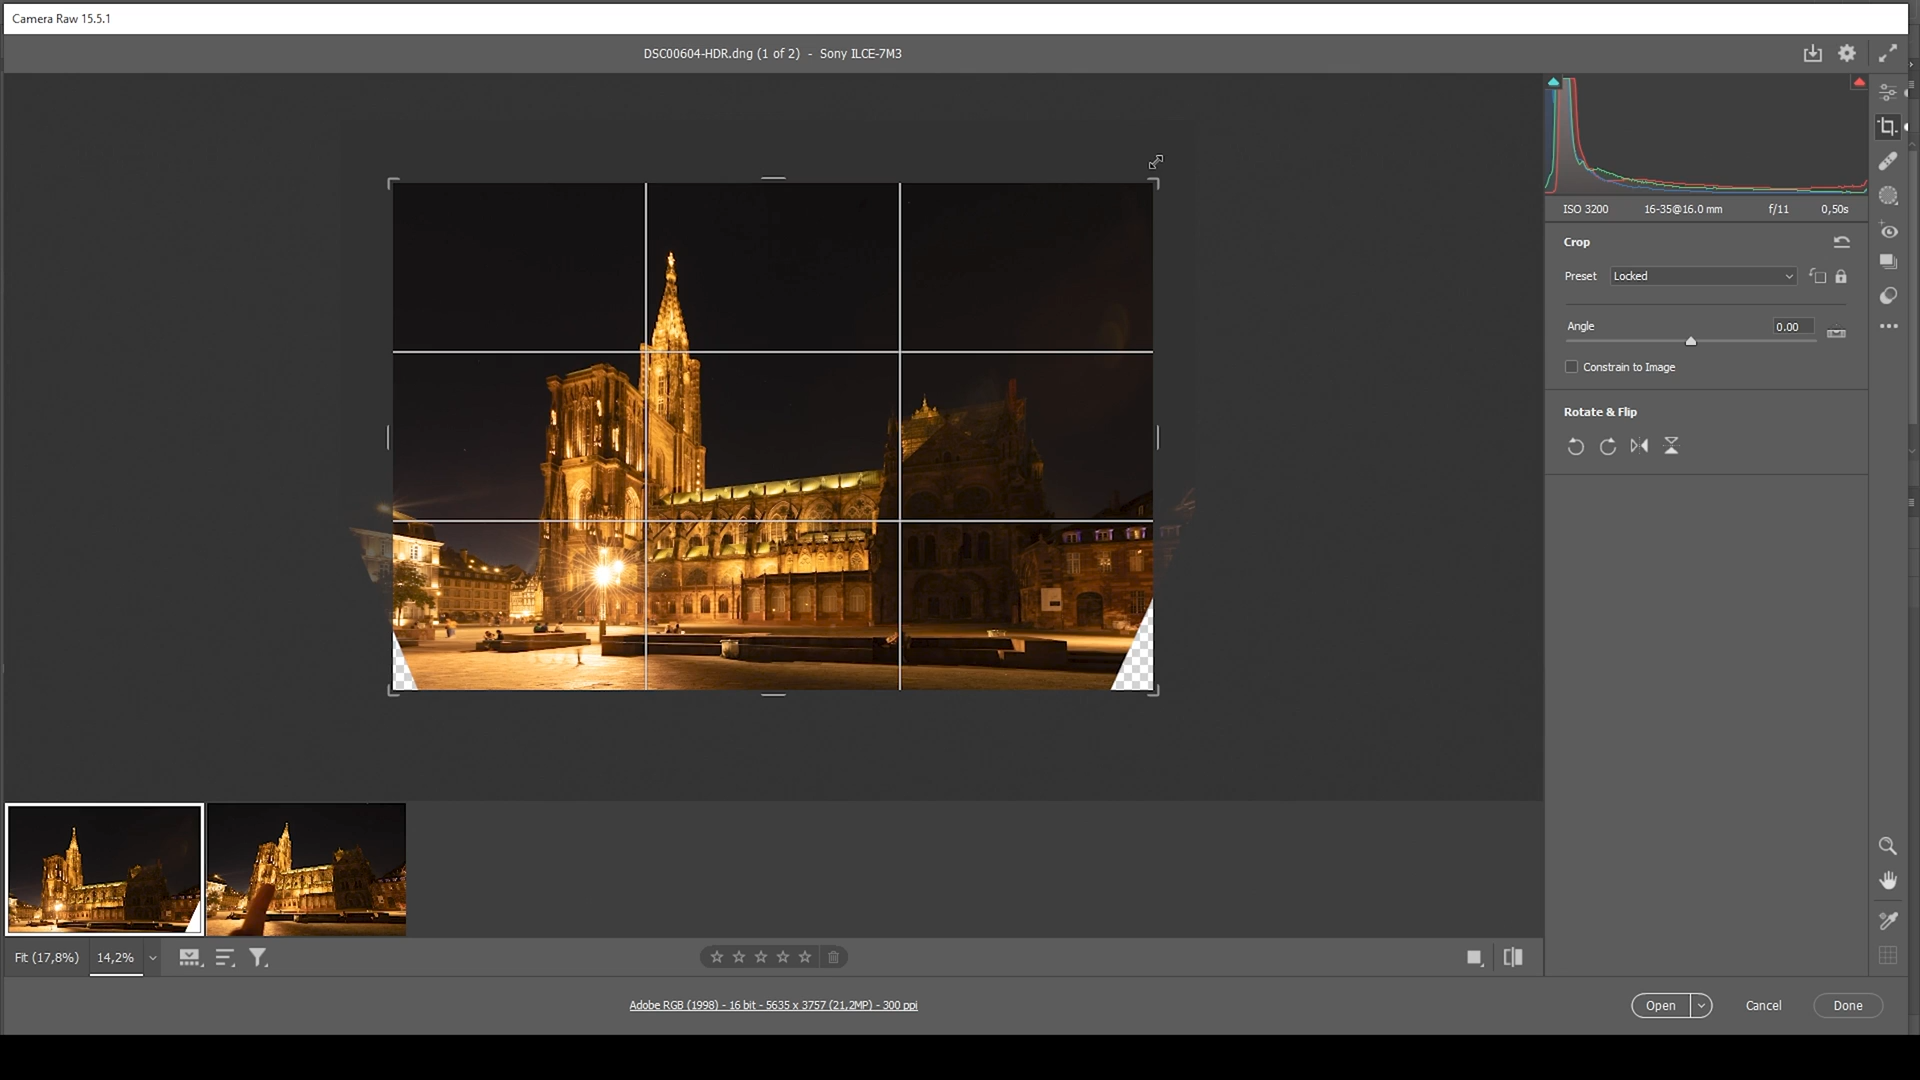 Camera Raw 15.5.1
DSC00604-HDR.dng (1 of 2)  -  Sony ILCE-7M3
ISO 3200 16-35@16.0 mm f/11 0,50s
Crop
Preset Locked
Angle 0.00
Constrain to Image
Rotate & Flip
Fit (17,8%) 14,2%
Adobe RGB (1998) - 16 bit - 5635 x 3757 (21,2MP) - 300 ppi
Open Cancel Done